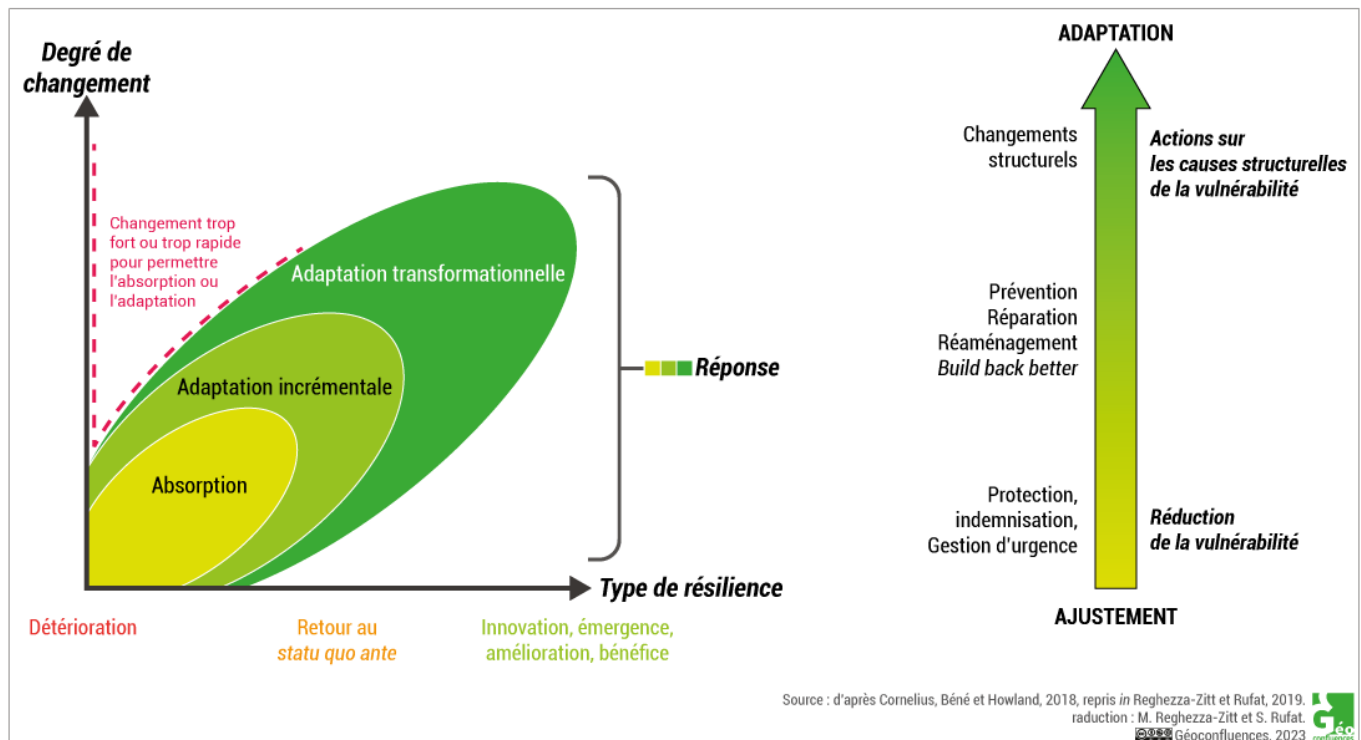 Degré de
changement
Changement trop
fort ou trop rapide
pour permettre
l'absorption ou
l'adaptation
Adaptation transformationnelle
Adaptation incrémentale
Absorption
Réponse
Type de résilience
Détérioration
Retour au
statu quo ante
Innovation, émergence,
amélioration, bénéfice
ADAPTATION
Changements
structurels
Actions sur
les causes structurelles
de la vulnérabilité
Prévention
Réparation
Réaménagement
Build back better
Protection,
indemnisation,
Gestion d'urgence
Réduction
de la vulnérabilité
AJUSTEMENT
Source : d'après Cornelius, Béné et Howland, 2018, repris in Reghezza-Zitt et Rufat, 2019.
raduction : M. Reghezza-Zitt et S. Rufat.
Géoconfluences, 2023
Géo
confluences